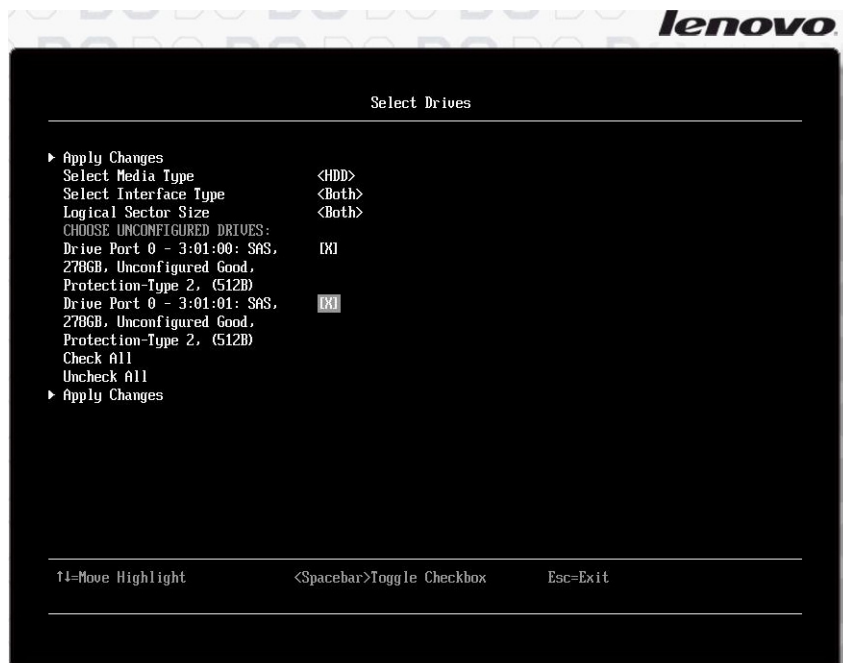 lenovo
Select Drives
▶ Apply Changes
Select Media Type <HDD>
Select Interface Type <Both>
Logical Sector Size <Both>
CHOOSE UNCONFIGURED DRIVES:
Drive Port 0 - 3:01:00: SAS, [X]
278GB, Unconfigured Good,
Protection-Type 2, (512B)
Drive Port 0 - 3:01:01: SAS, [X]
278GB, Unconfigured Good,
Protection-Type 2, (512B)
Check All
Uncheck All
▶ Apply Changes
↑↓=Move Highlight <Spacebar>Toggle Checkbox Esc=Exit